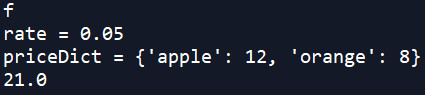 f
rate = 0.05
priceDict = {'apple': 12, 'orange': 8}
21.0